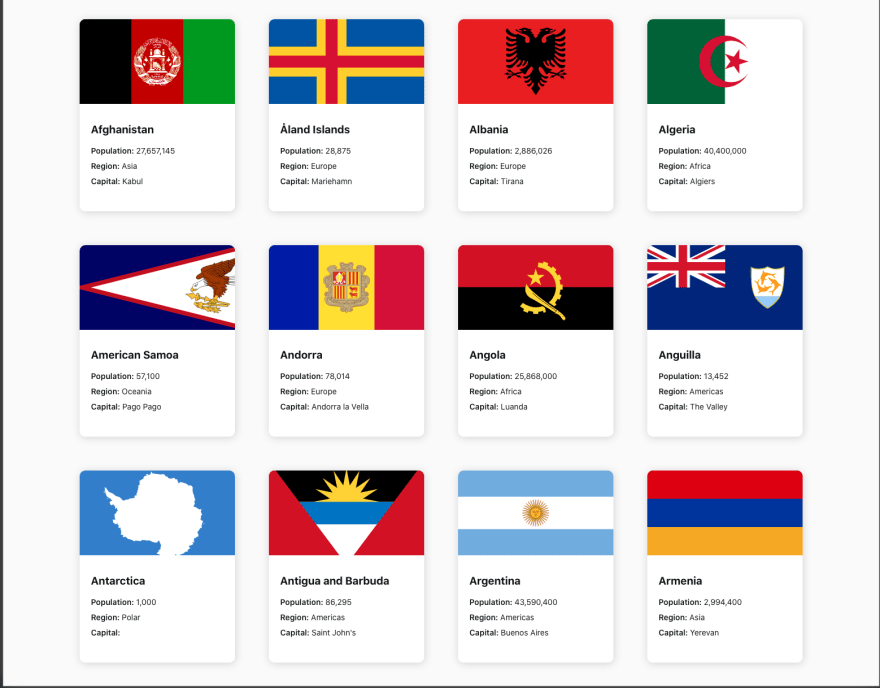 Afghanistan
Population: 27,657,145
Region: Asia
Capital: Kabul
Åland Islands
Population: 28,875
Region: Europe
Capital: Mariehamn
Albania
Population: 2,886,026
Region: Europe
Capital: Tirana
Algeria
Population: 40,400,000
Region: Africa
Capital: Algiers
American Samoa
Population: 57,100
Region: Oceania
Capital: Pago Pago
Andorra
Population: 78,014
Region: Europe
Capital: Andorra la Vella
Angola
Population: 25,868,000
Region: Africa
Capital: Luanda
Anguilla
Population: 13,452
Region: Americas
Capital: The Valley
Antarctica
Population: 1,000
Region: Polar
Capital:
Antigua and Barbuda
Population: 86,295
Region: Americas
Capital: Saint John's
Argentina
Population: 43,590,400
Region: Americas
Capital: Buenos Aires
Armenia
Population: 2,994,400
Region: Asia
Capital: Yerevan